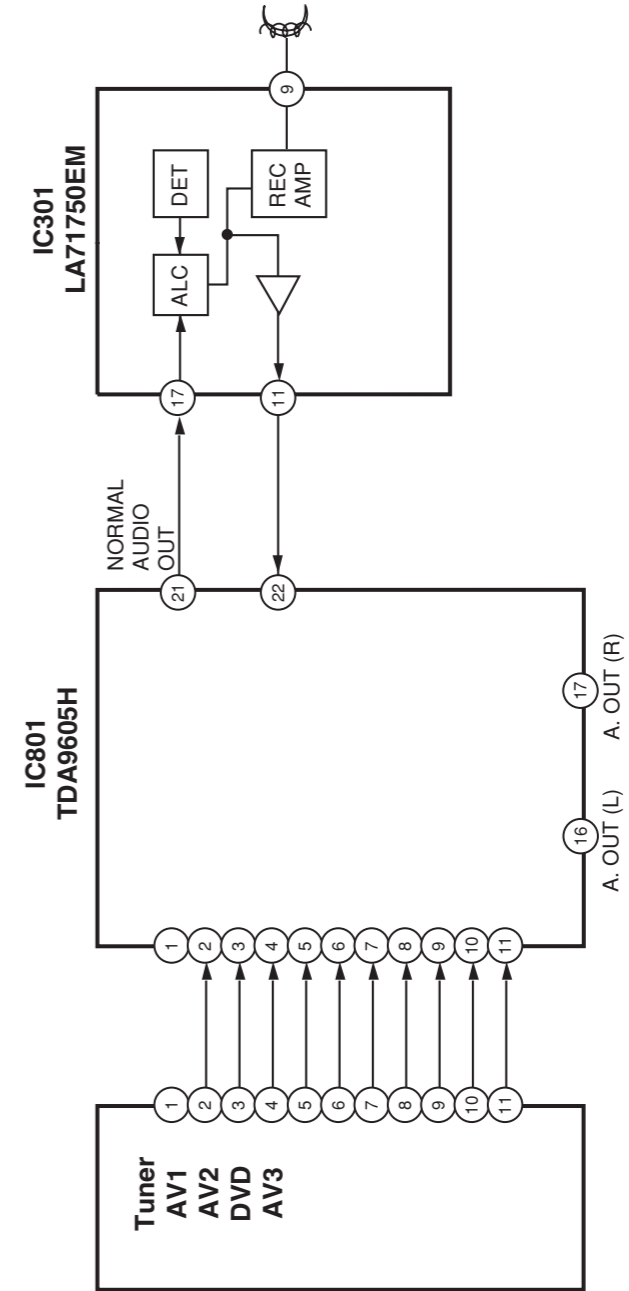 Tuner
AV1
AV2
DVD
AV3
1
2
3
4
5
6
7
8
9
10
11
IC801
TDA9605H
1
2
3
4
5
6
7
8
9
10
11
16
A. OUT (L)
17
A. OUT (R)
21
22
NORMAL
AUDIO
OUT
IC301
LA71750EM
17
11
ALC
DET
REC
AMP
9